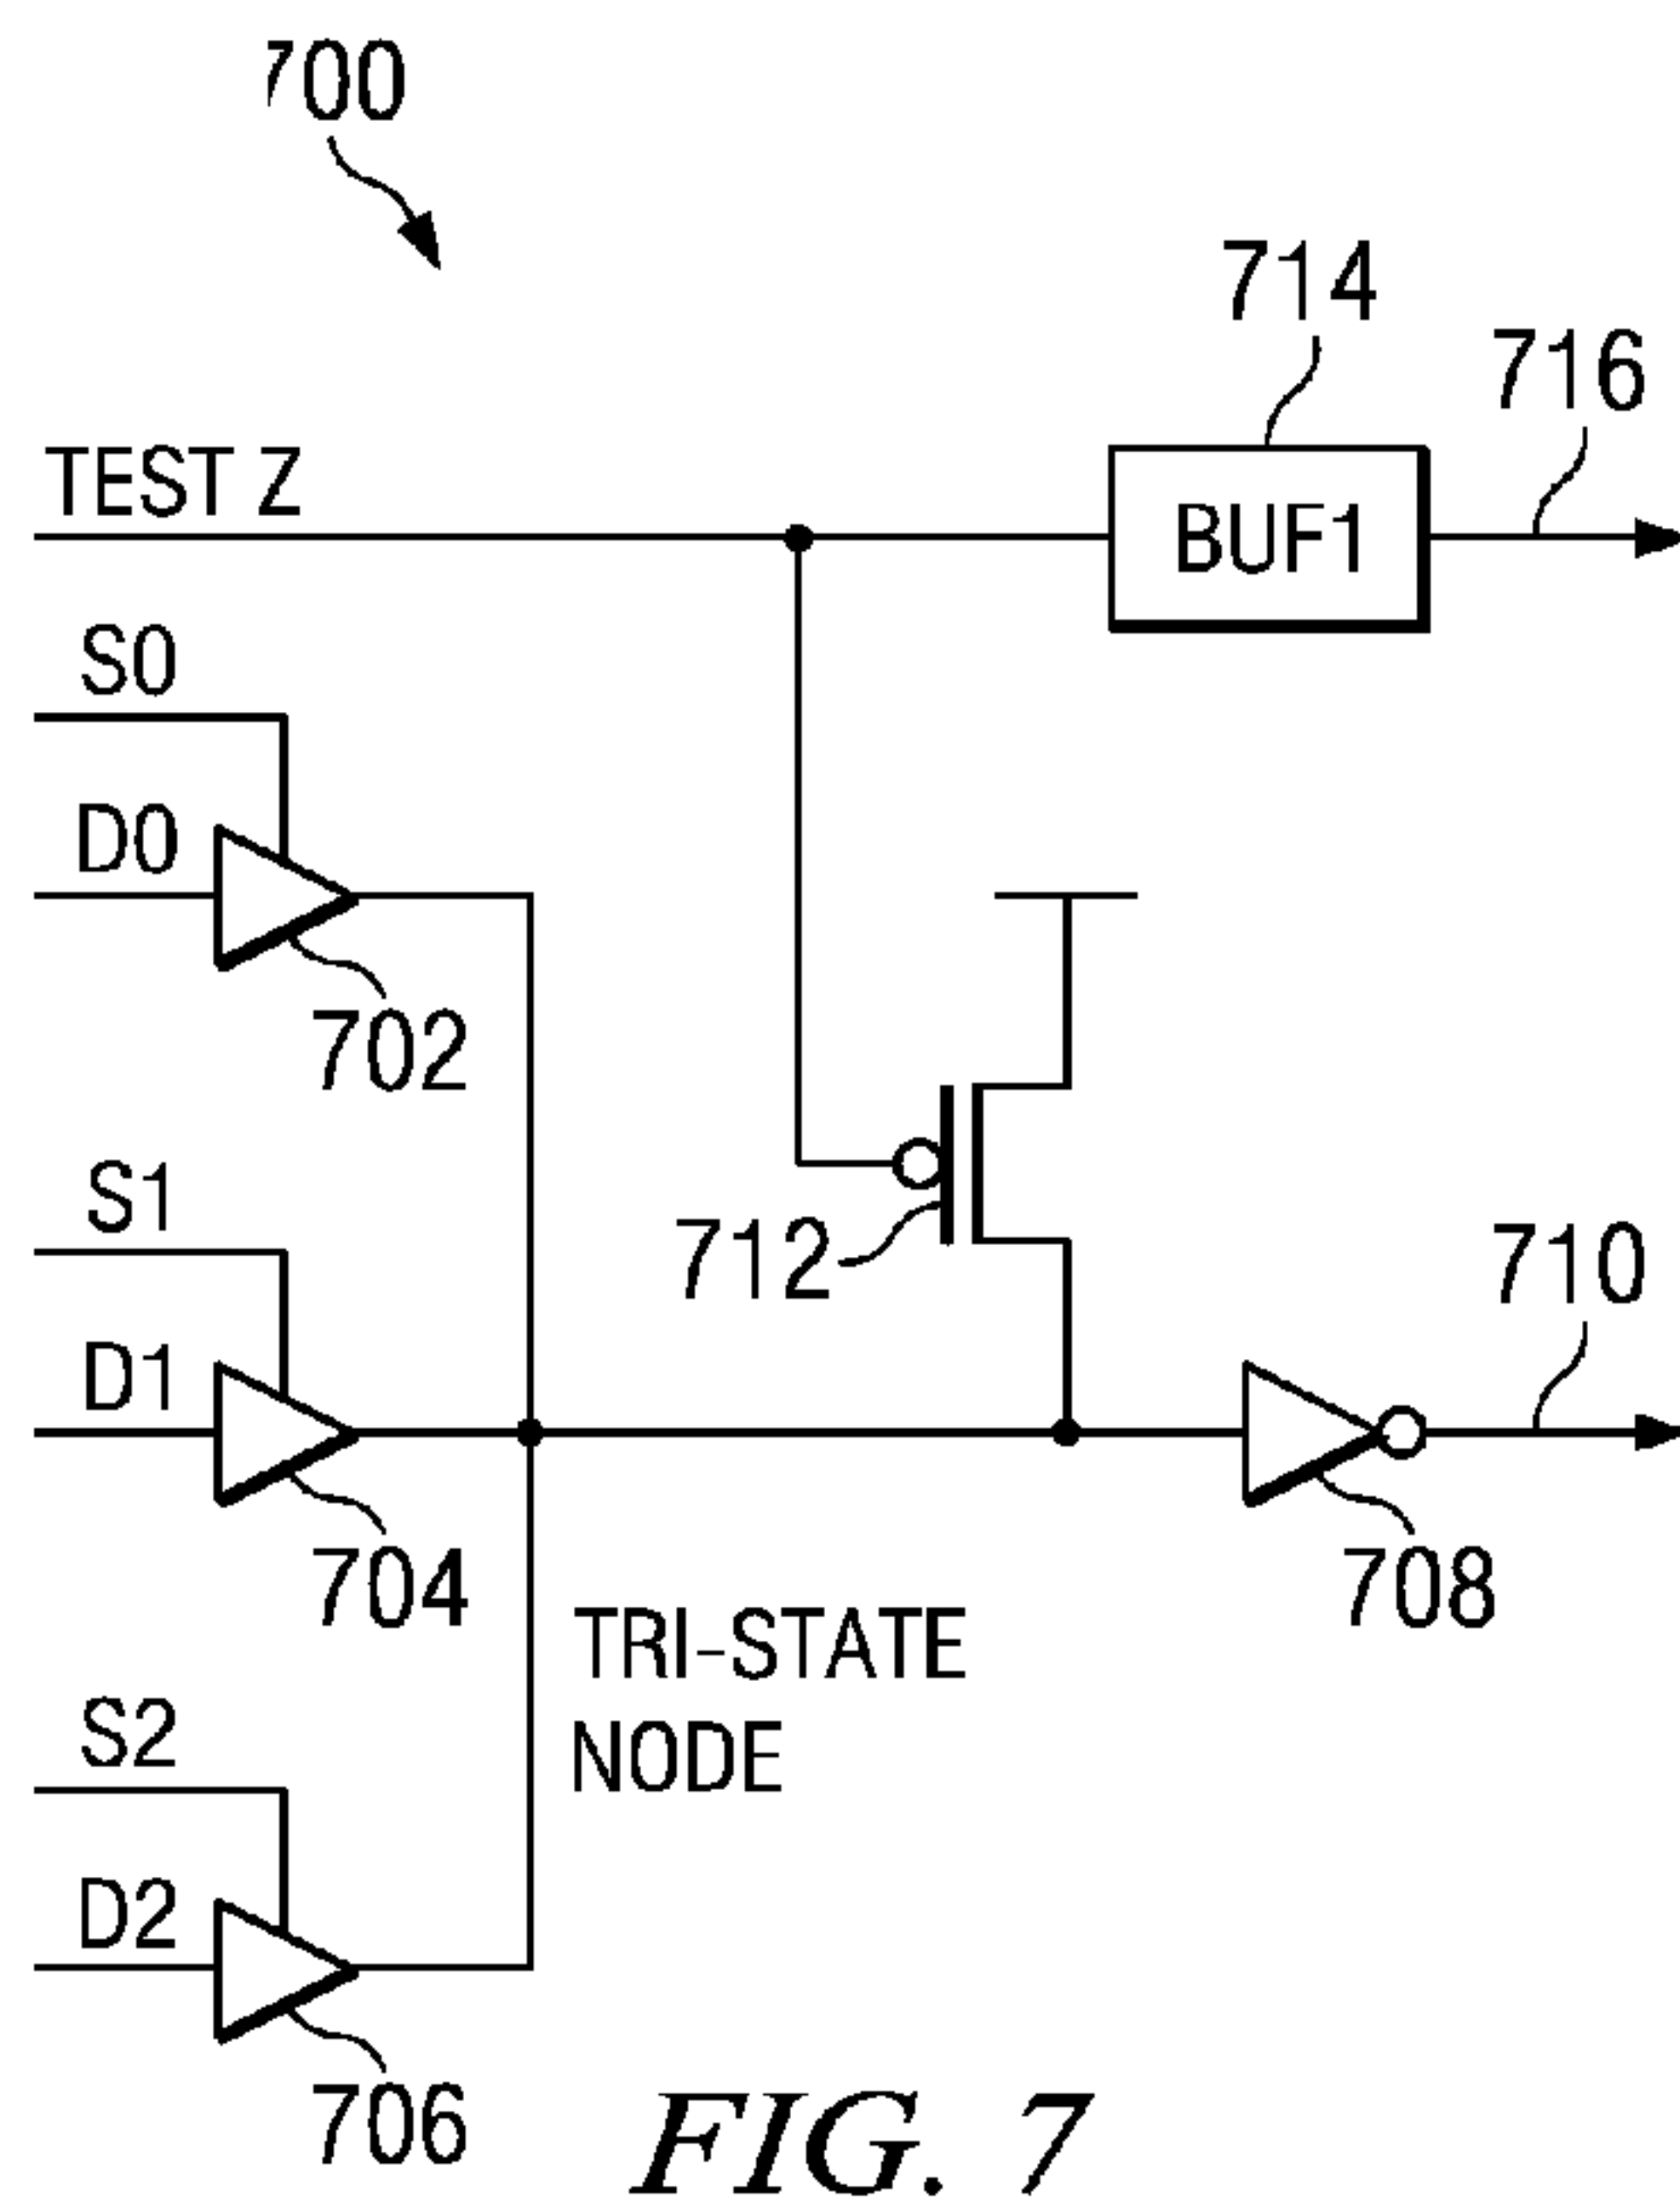 700
714
716
TEST Z
BUF1
S0
D0
702
S1
712
710
D1
704
708
TRI-STATE
NODE
S2
D2
706
FIG. 7